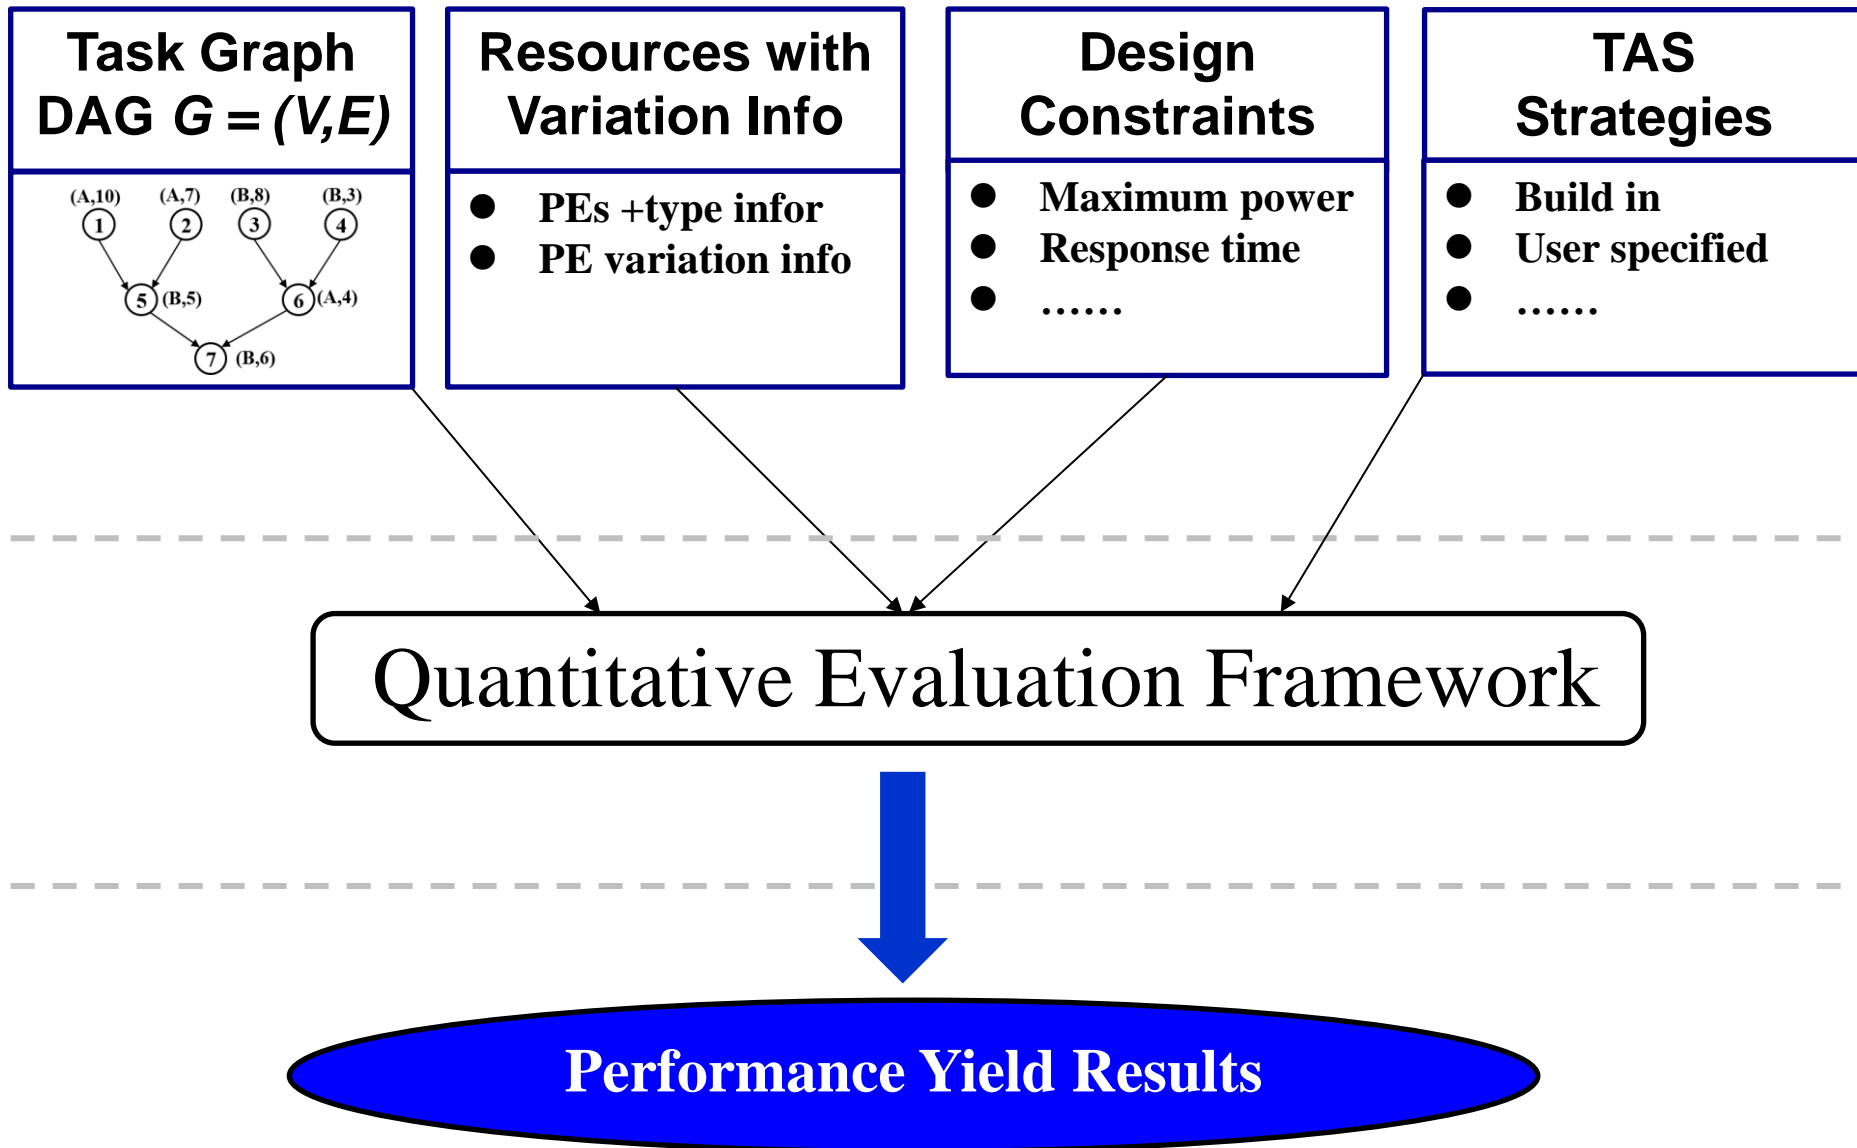 Task Graph
DAG G = (V,E)
(A,10) (A,7) (B,8) (B,3)
1 2 3 4
5 (B,5) 6 (A,4)
7 (B,6)
Resources with
Variation Info
● PEs +type infor
● PE variation info
Design
Constraints
● Maximum power
● Response time
● ......
TAS
Strategies
● Build in
● User specified
● ......
Quantitative Evaluation Framework
Performance Yield Results